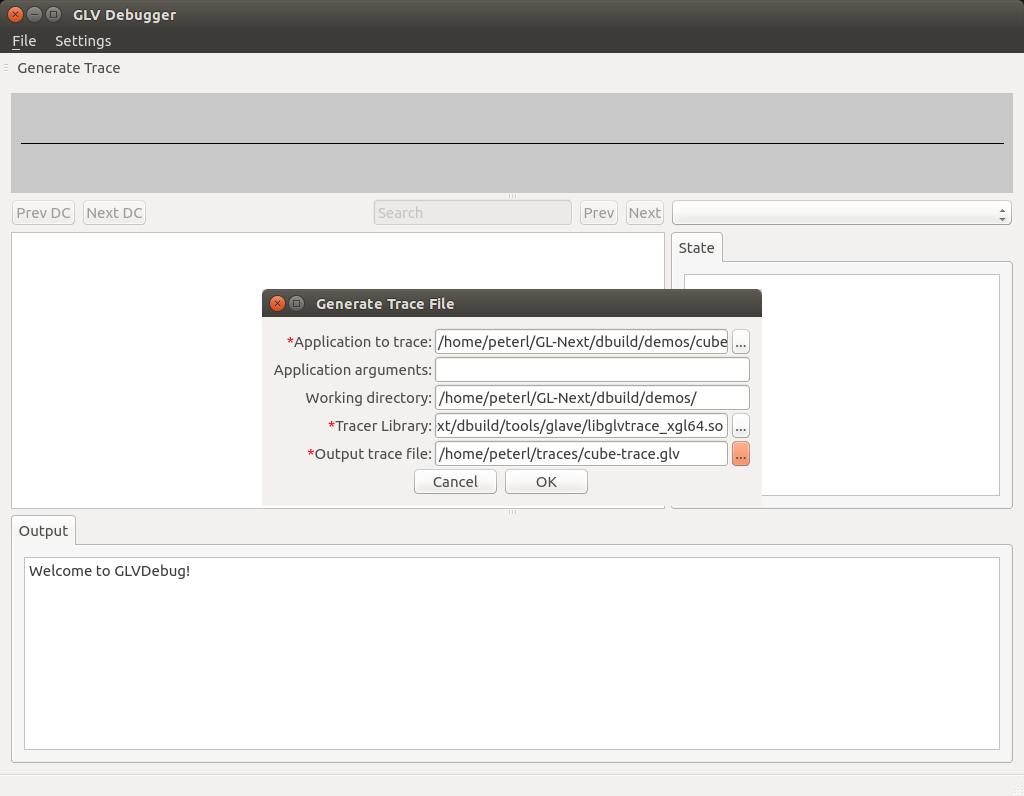 GLV Debugger
File Settings
Generate Trace
Prev DC Next DC Search Prev Next
State
Generate Trace File
*Application to trace: /home/peterl/GL-Next/dbuild/demos/cube ...
Application arguments:
Working directory: /home/peterl/GL-Next/dbuild/demos/
*Tracer Library: xt/dbuild/tools/glave/libglvtrace_xgl64.so ...
*Output trace file: /home/peterl/traces/cube-trace.glv ...
Cancel OK
Output
Welcome to GLVDebug!